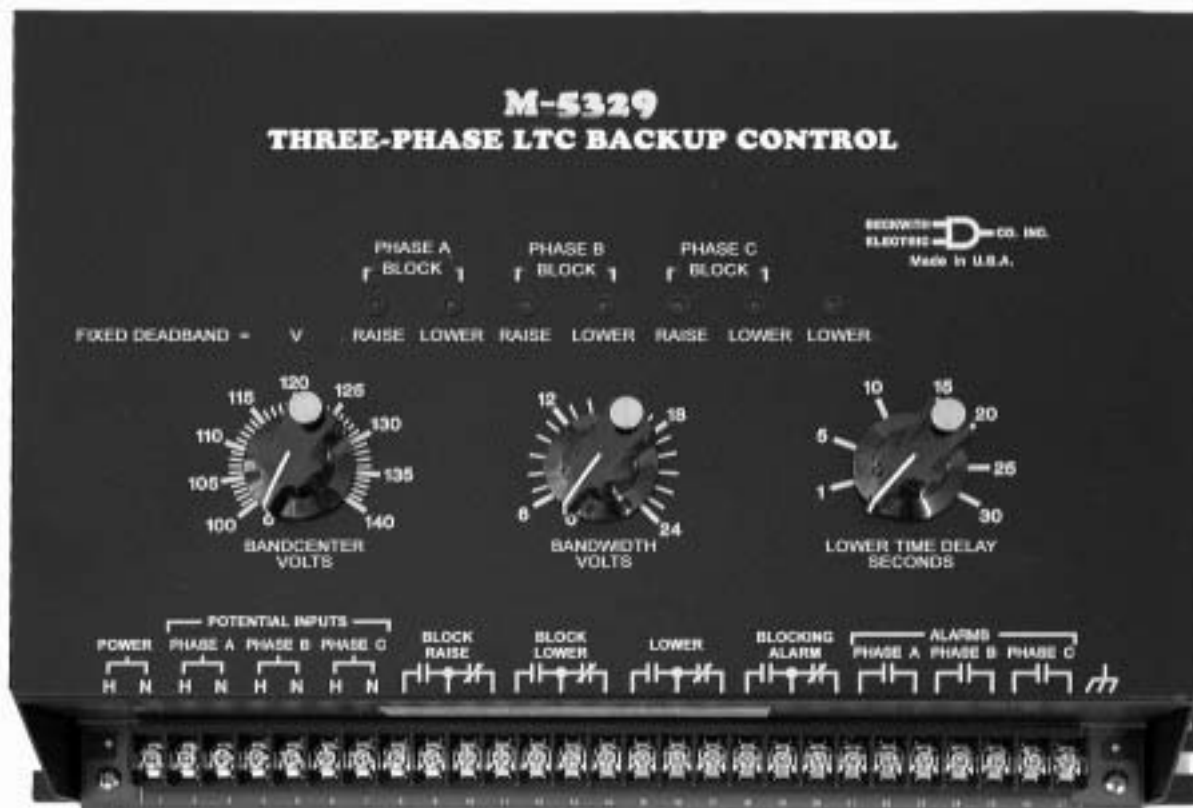 M-5329
THREE-PHASE LTC BACKUP CONTROL
BECKWITH ELECTRIC CO. INC.
Made in U.S.A.
PHASE A BLOCK
PHASE B BLOCK
PHASE C BLOCK
FIXED DEADBAND = V
RAISE LOWER RAISE LOWER RAISE LOWER LOWER
100 105 110 115 120 125 130 135 140
BANDCENTER
VOLTS
6 12 18 24
BANDWIDTH
VOLTS
1 5 10 15 20 25 30
LOWER TIME DELAY
SECONDS
POWER
H N
POTENTIAL INPUTS
PHASE A PHASE B PHASE C
H N H N H N
BLOCK
RAISE
BLOCK
LOWER
LOWER
BLOCKING
ALARM
ALARMS
PHASE A PHASE B PHASE C